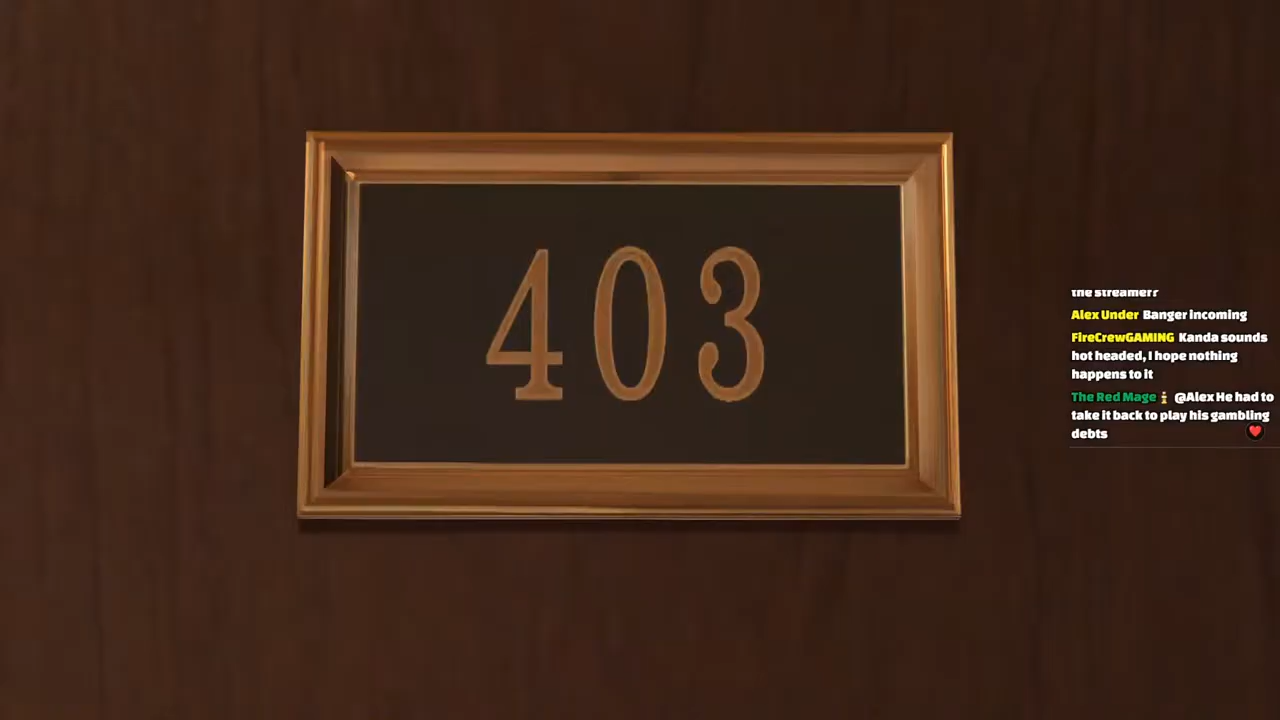 403
the streamer?
Alex Under Banger incoming
FireCrewGAMING Kanda sounds
hot headed, I hope nothing
happens to it
The Red Mage @Alex He had to
take it back to play his gambling
debts